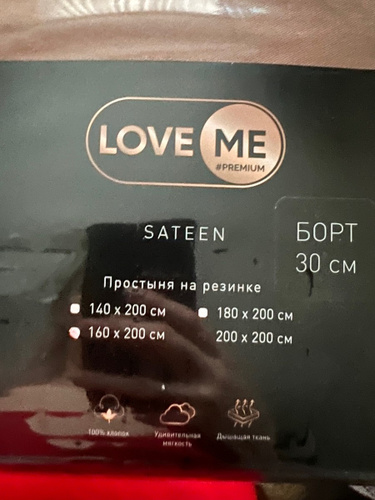 LOVE ME
#PREMIUM
SATEEN
БОРТ
30 см
Простыня на резинке
140 x 200 см
180 x 200 см
160 x 200 см
200 x 200 см
100% хлопок
Удивительная
мягкость
Дышащая ткань